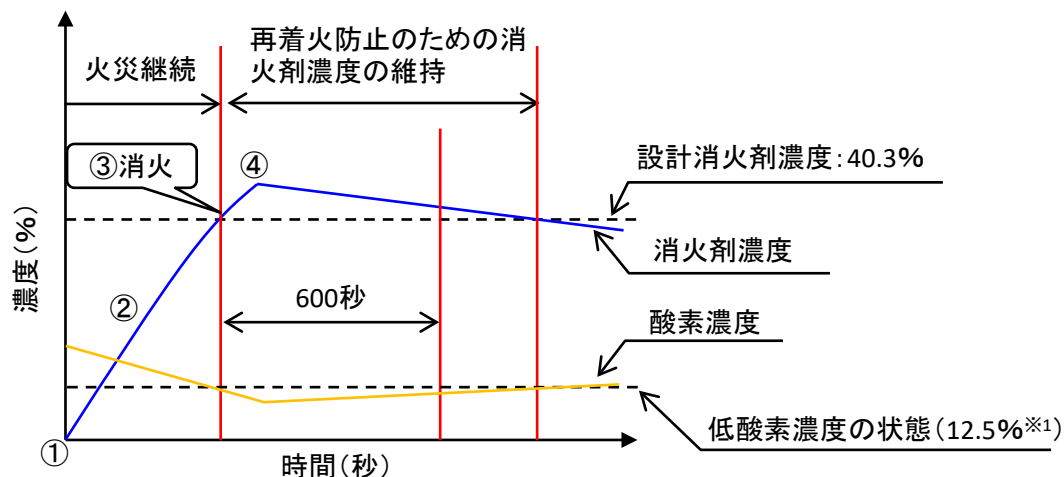 火災継続
再着火防止のための消
火剤濃度の維持
③消火
④
設計消火剤濃度：40.3%
消火剤濃度
濃度(%)
②
600秒
酸素濃度
低酸素濃度の状態(12.5%※1)
①
時間(秒)